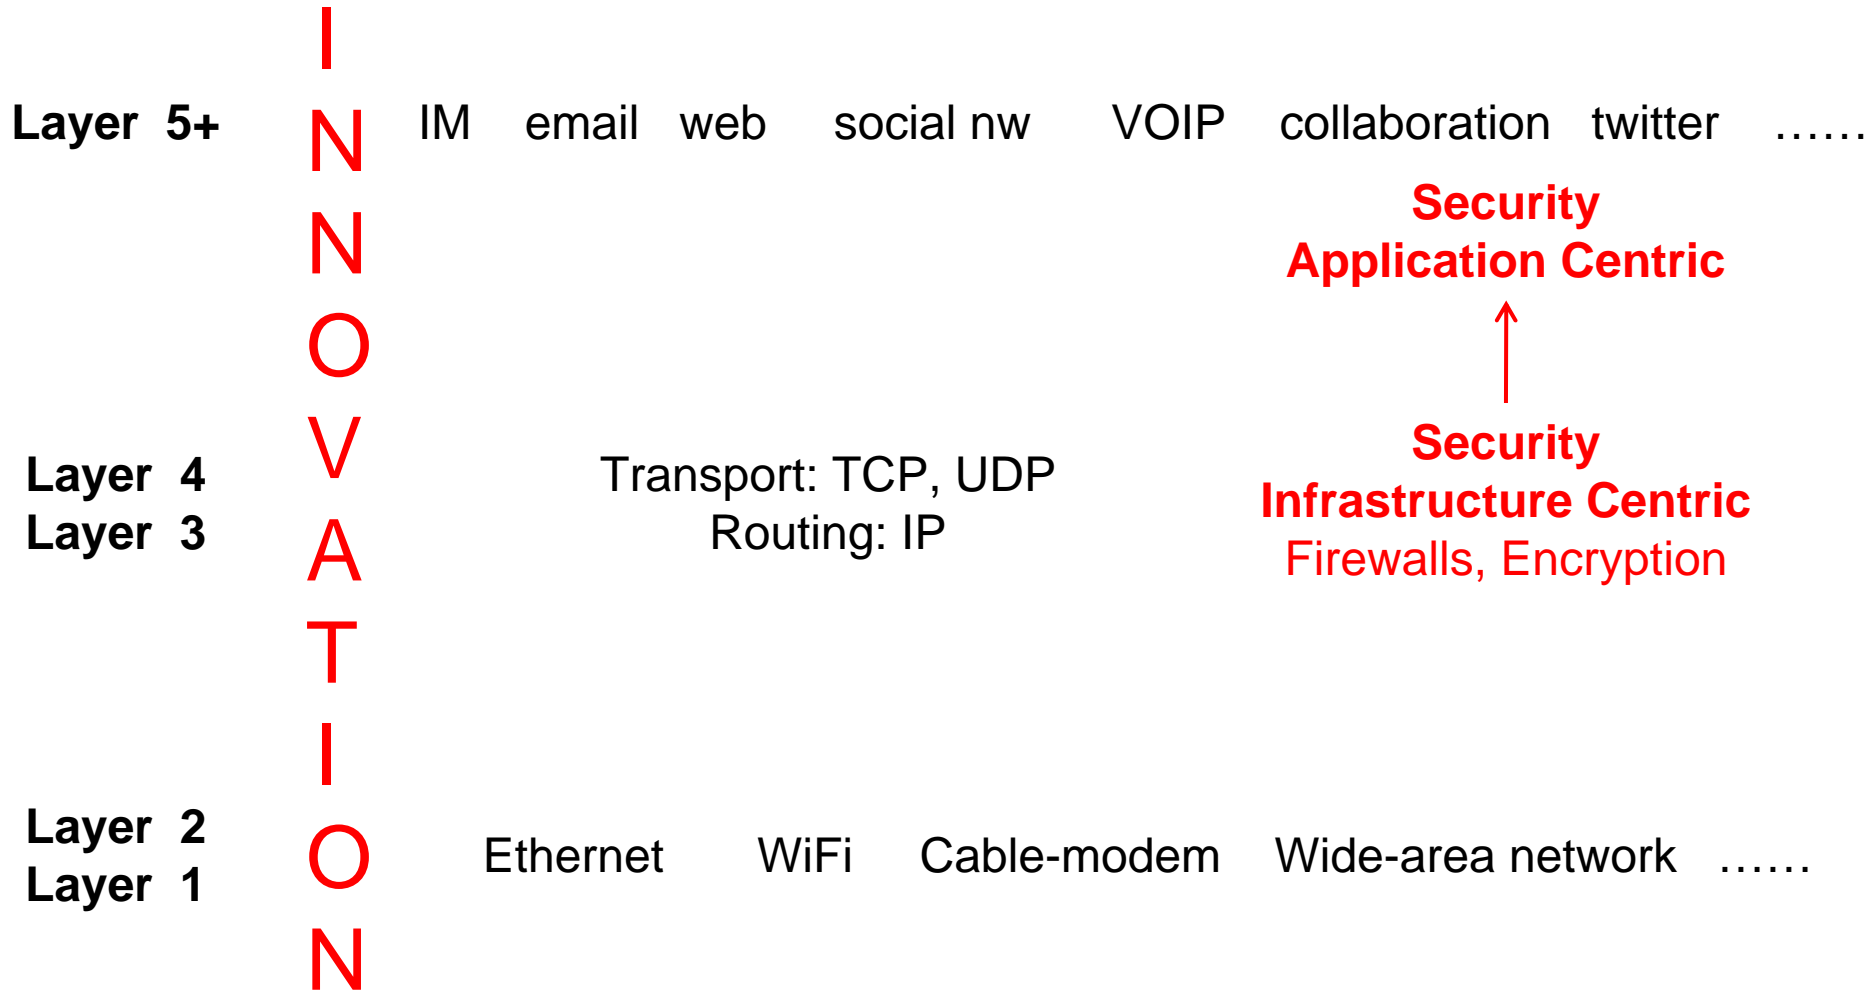 I
N
N
O
V
A
T
I
O
N
Layer 5+
IM email web social nw VOIP collaboration twitter ……
Security
Application Centric
Layer 4
Layer 3
Transport: TCP, UDP
Routing: IP
Security
Infrastructure Centric
Firewalls, Encryption
Layer 2
Layer 1
Ethernet WiFi Cable-modem Wide-area network ……